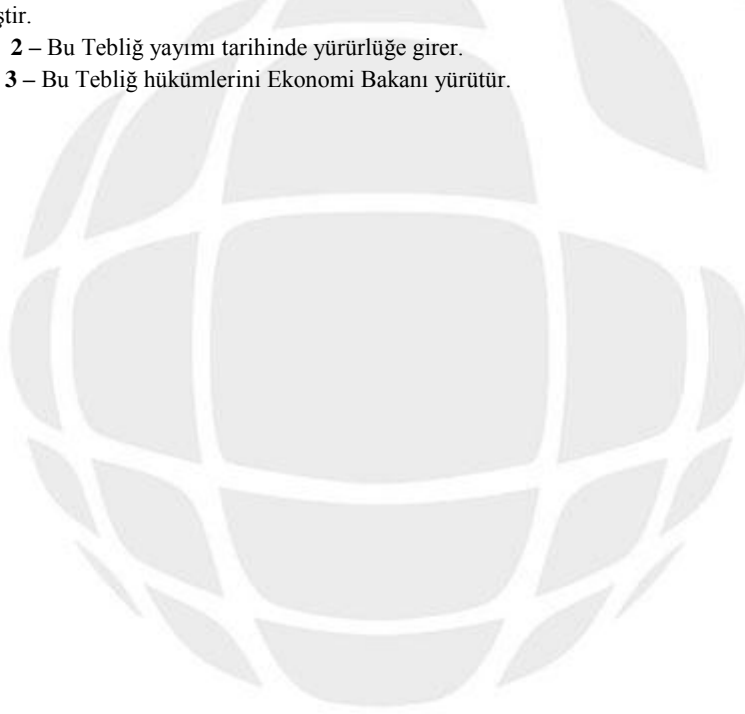 ştir.
2 – Bu Tebliğ yayımı tarihinde yürürlüğe girer.
3 – Bu Tebliğ hükümlerini Ekonomi Bakanı yürütür.